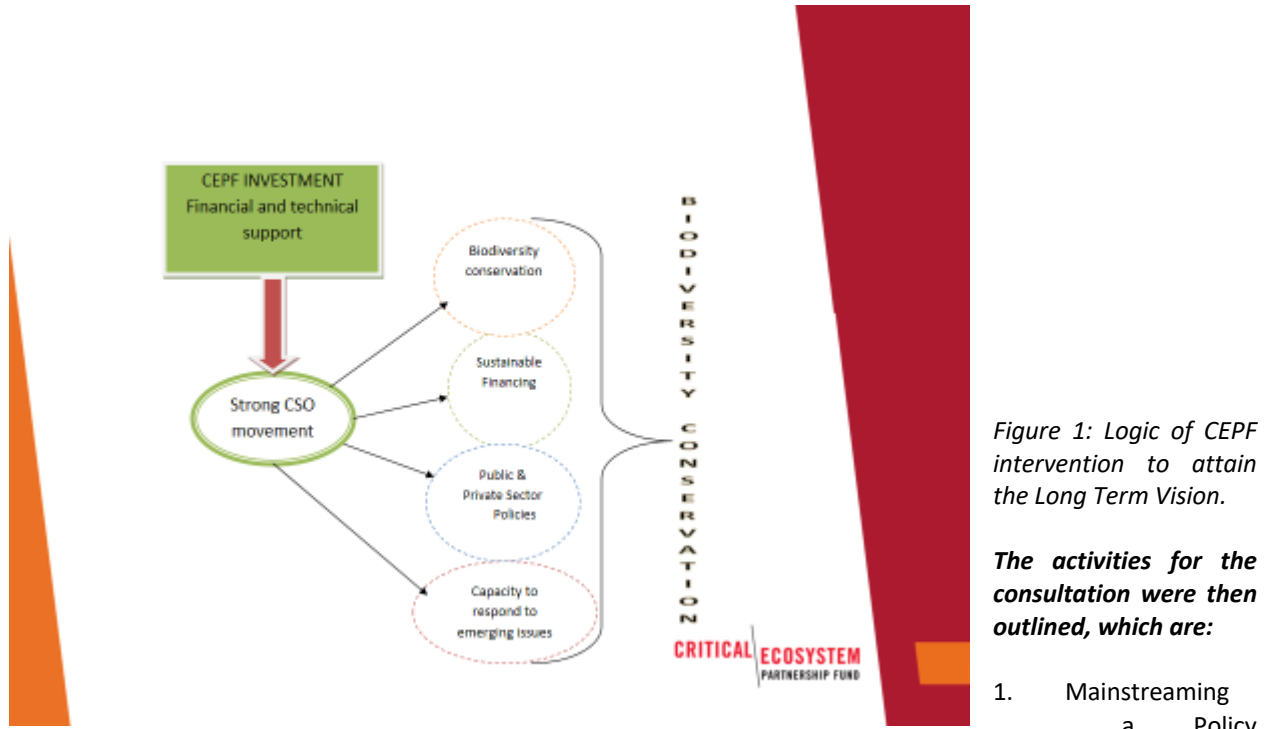 CEPF INVESTMENT
Financial and technical
support
Strong CSO
movement
Biodiversity
conservation
Sustainable
Financing
Public &
Private Sector
Policies
Capacity to
respond to
emerging issues
BIODIVERSITY CONSERVATION
CRITICAL ECOSYSTEM
PARTNERSHIP FUND
Figure 1: Logic of CEPF
intervention to attain
the Long Term Vision.
The activities for the
consultation were then
outlined, which are:
1. Mainstreaming
a Policy